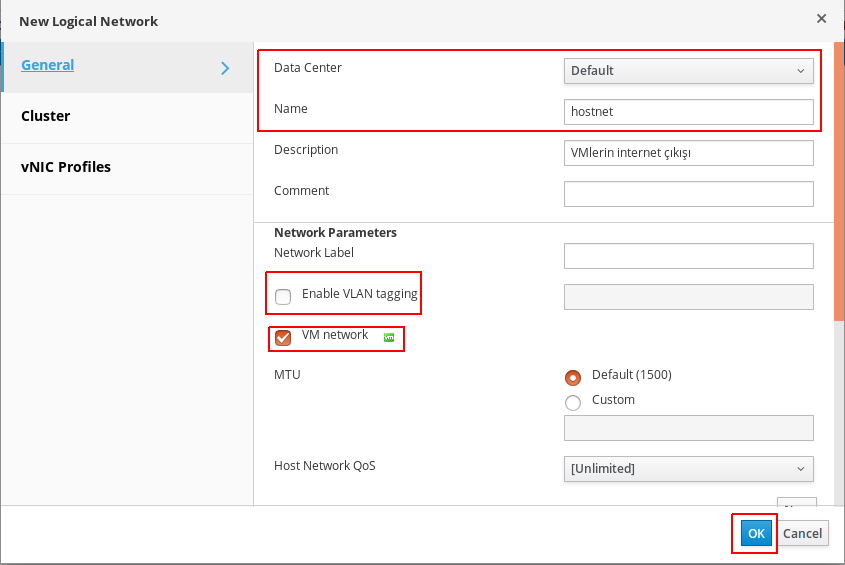 New Logical Network
General
Cluster
vNIC Profiles
Data Center Default
Name hostnet
Description VMlerin internet çıkışı
Comment
Network Parameters
Network Label
Enable VLAN tagging
VM network vm
MTU Default (1500)
Custom
Host Network QoS [Unlimited]
OK Cancel